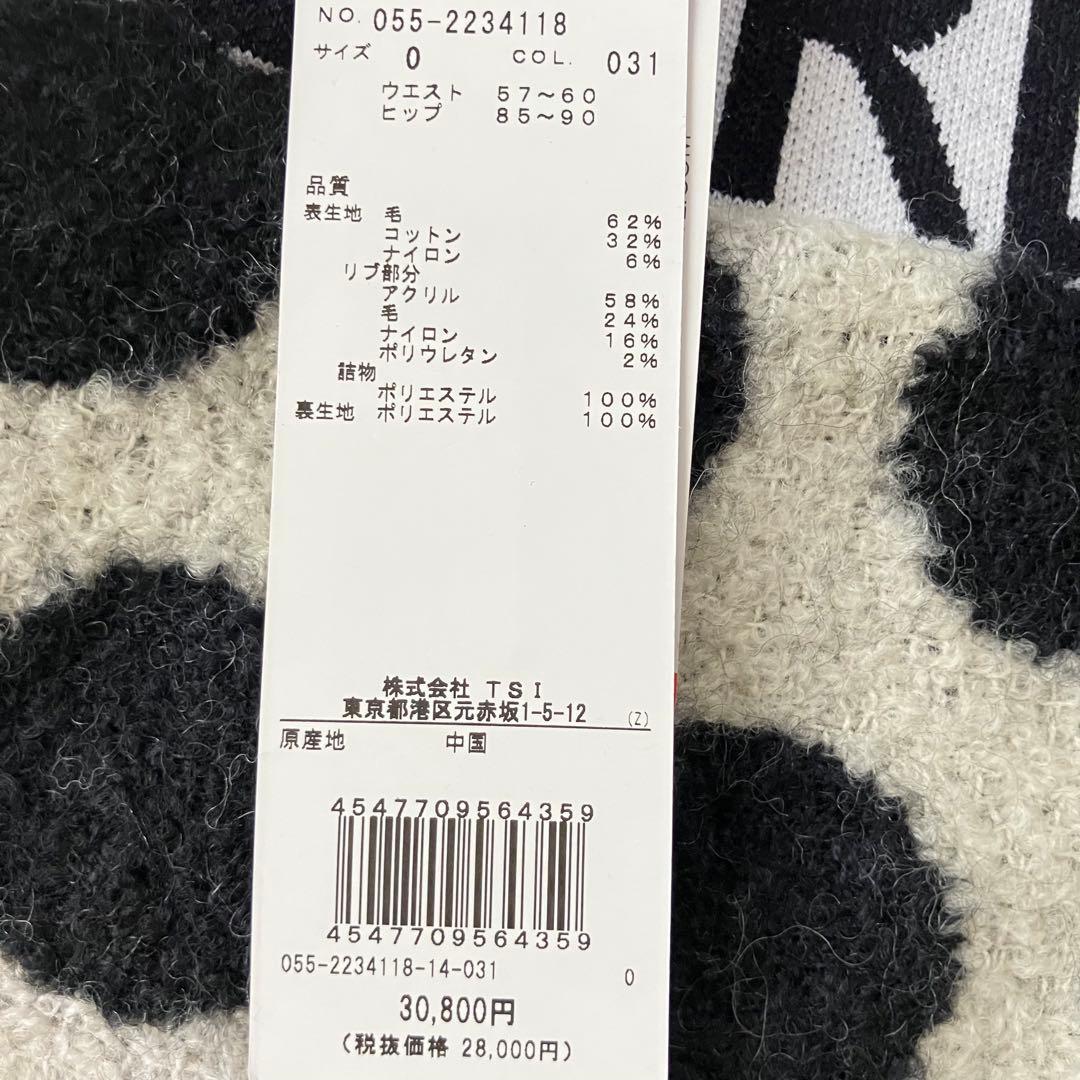 NO. 055-2234118
サイズ 0 COL. 031
ウエスト 57～60
ヒップ 85～90
品質
表生地 毛 62%
コットン 32%
ナイロン 6%
リブ部分
アクリル 58%
毛 24%
ナイロン 16%
ポリウレタン 2%
詰物
ポリエステル 100%
裏生地 ポリエステル 100%
株式会社 TSI
東京都港区元赤坂1-5-12 (Z)
原産地 中国
4547709564359
4547709564359
055-2234118-14-031 0
30,800円
(税抜価格 28,000円)